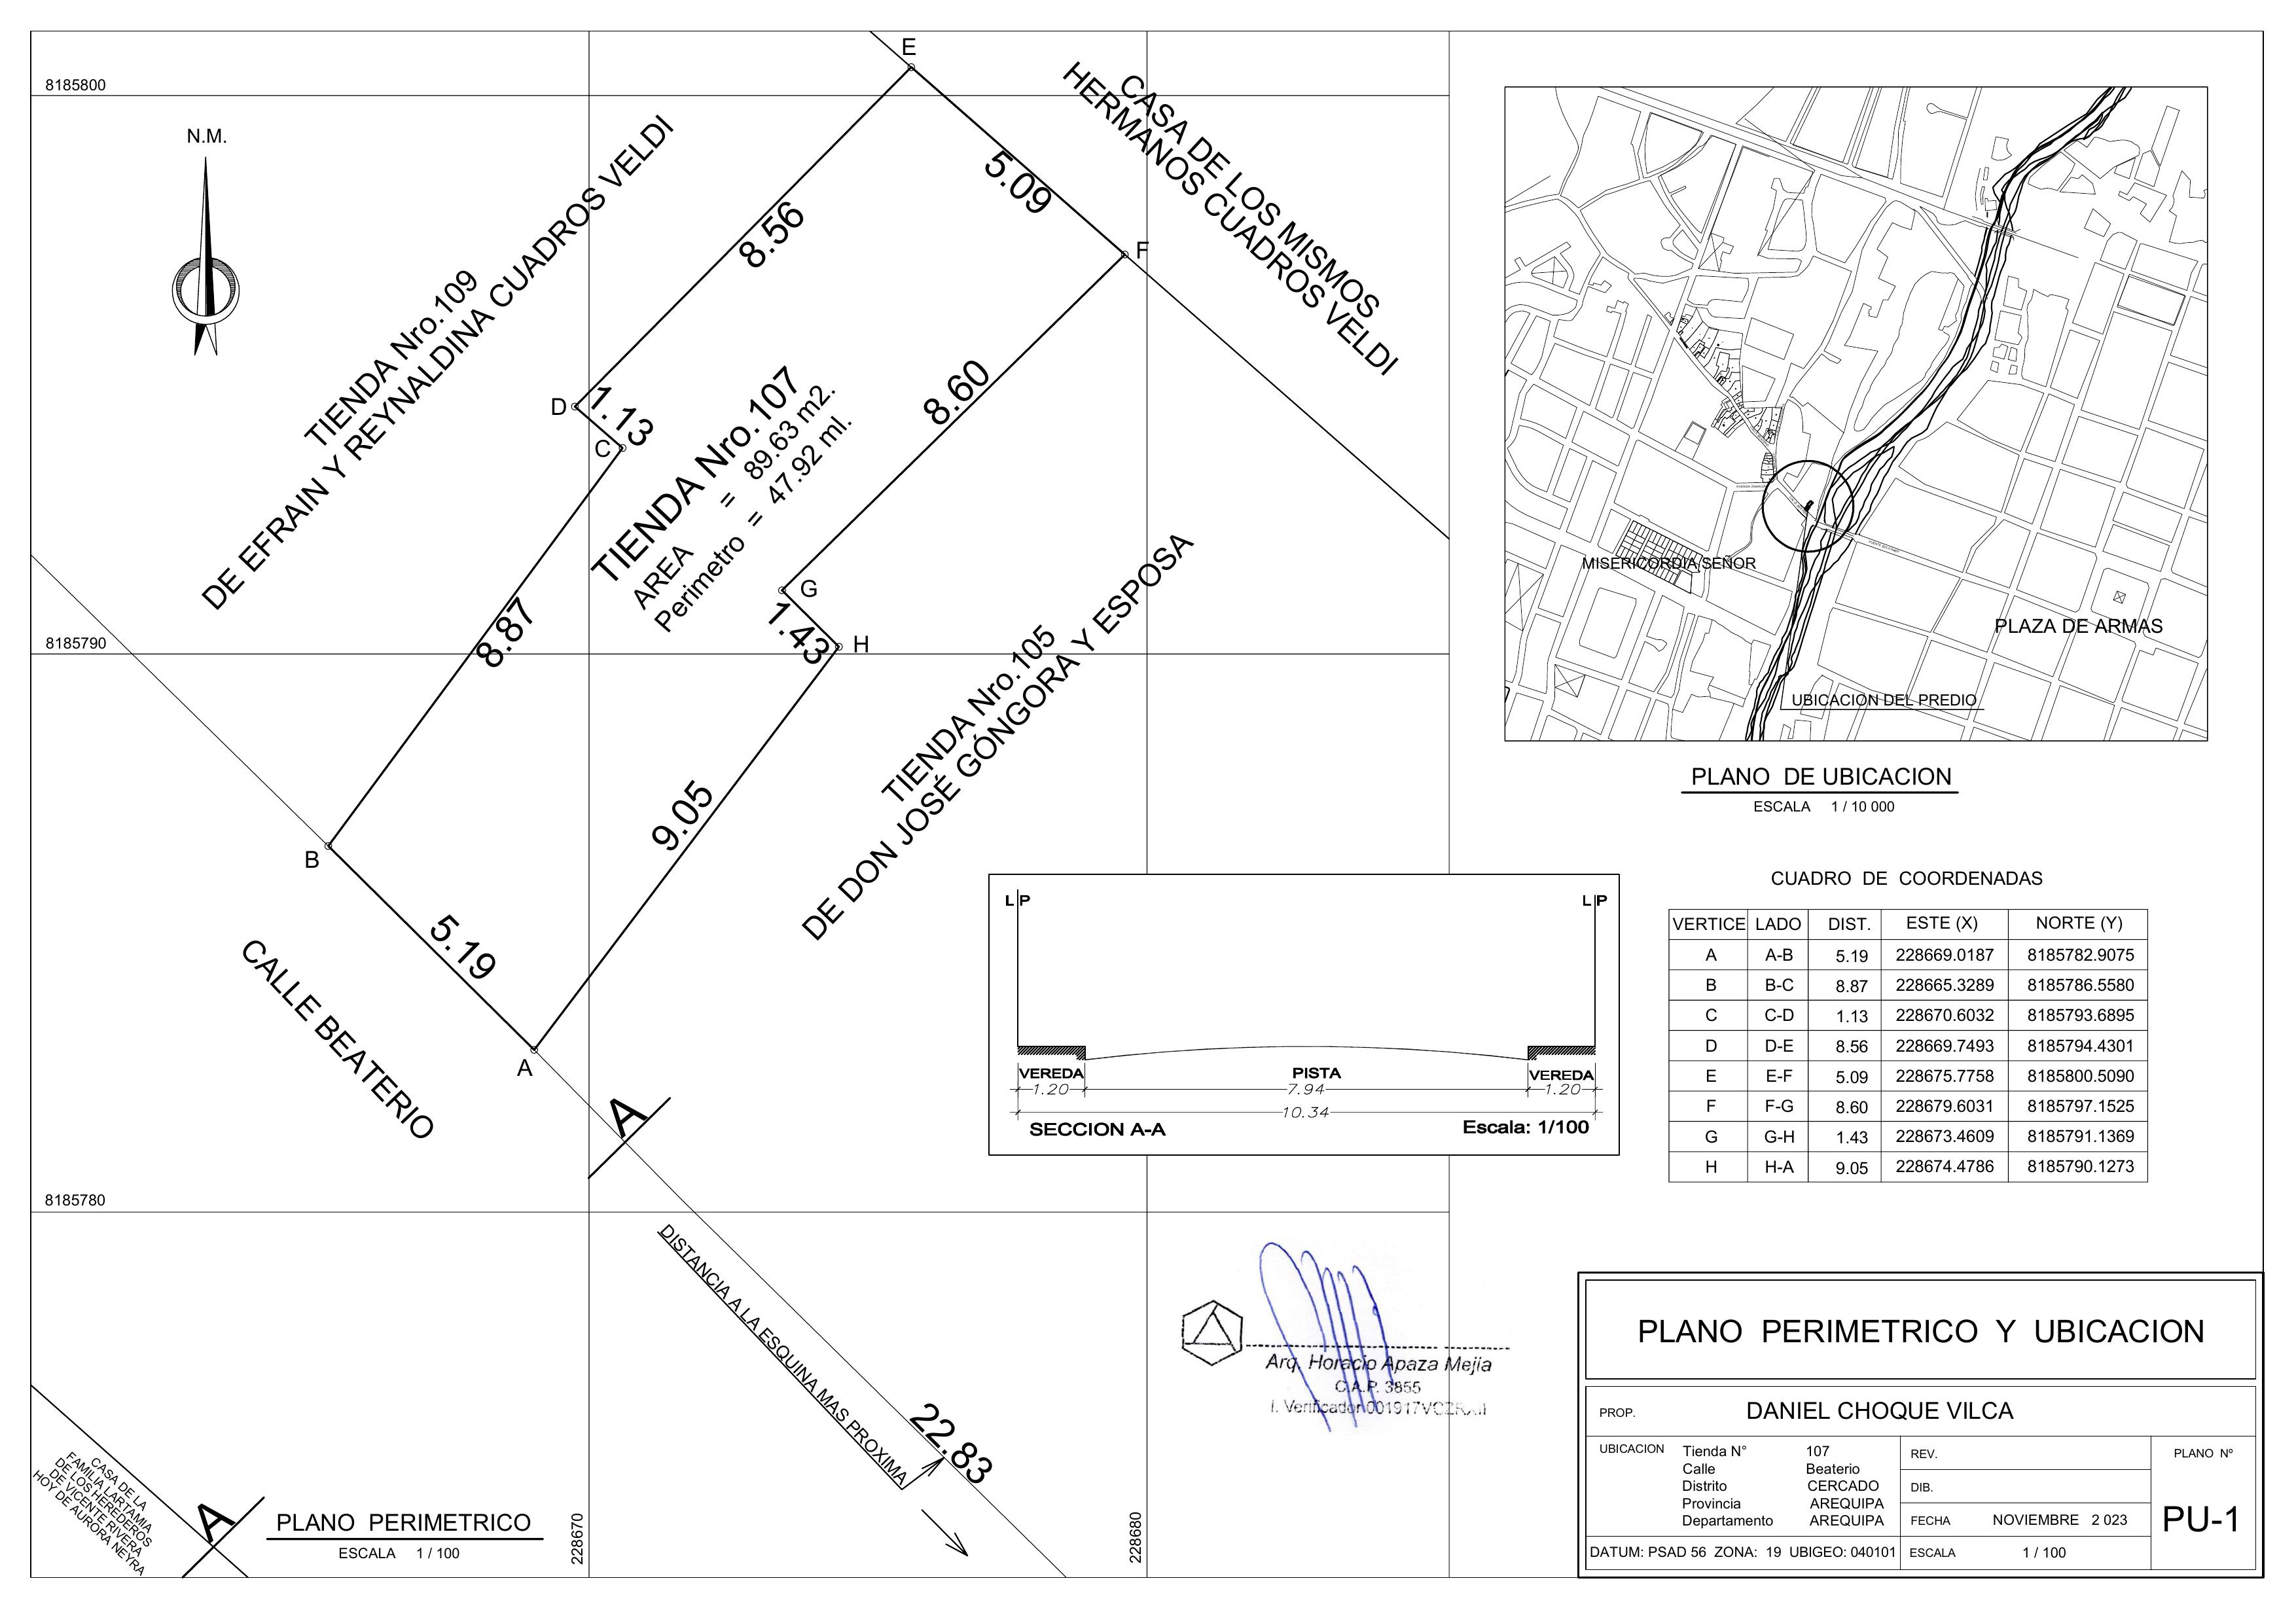 8185800
8185790
8185780
228670
228680
N.M.
E
F
D
C
G
H
B
A
8.56
5.09
1.13
8.60
1.43
8.87
9.05
5.19
22.83
TIENDA Nro.109
DE EFRAIN Y REYNALDINA CUADROS VELDI
CASA DE LOS MISMOS
HERMANOS CUADROS VELDI
TIENDA Nro.107
AREA = 89.63 m2.
Perimetro = 47.92 ml.
TIENDA Nro.105
DE DON JOSÉ GÓNGORA Y ESPOSA
CALLE BEATERIO
A
DISTANCIA A LA ESQUINA MAS PROXIMA
CASA DE LA
FAMILIA LARTAMIA
DE LOS HEREDEROS
DE VICENTE RIVERA
HOY DE AURORA NEYRA
A
PLANO PERIMETRICO
ESCALA 1 / 100
L P
L P
VEREDA
PISTA
VEREDA
1.20
7.94
1.20
10.34
SECCION A-A
Escala: 1/100
Arq. Horacio Apaza Mejia
C.A.P. 3855
MISERICORDIA SEÑOR
PLAZA DE ARMAS
UBICACION DEL PREDIO
PLANO DE UBICACION
ESCALA 1 / 10 000
CUADRO DE COORDENADAS
VERTICE LADO DIST. ESTE (X) NORTE (Y)
A A-B 5.19 228669.0187 8185782.9075
B B-C 8.87 228665.3289 8185786.5580
C C-D 1.13 228670.6032 8185793.6895
D D-E 8.56 228669.7493 8185794.4301
E E-F 5.09 228675.7758 8185800.5090
F F-G 8.60 228679.6031 8185797.1525
G G-H 1.43 228673.4609 8185791.1369
H H-A 9.05 228674.4786 8185790.1273
PLANO PERIMETRICO Y UBICACION
PROP. DANIEL CHOQUE VILCA
UBICACION
Tienda N° 107
Calle Beaterio
Distrito CERCADO
Provincia AREQUIPA
Departamento AREQUIPA
DATUM: PSAD 56 ZONA: 19 UBIGEO: 040101
REV.
DIB.
FECHA NOVIEMBRE 2 023
ESCALA 1 / 100
PLANO Nº
PU-1